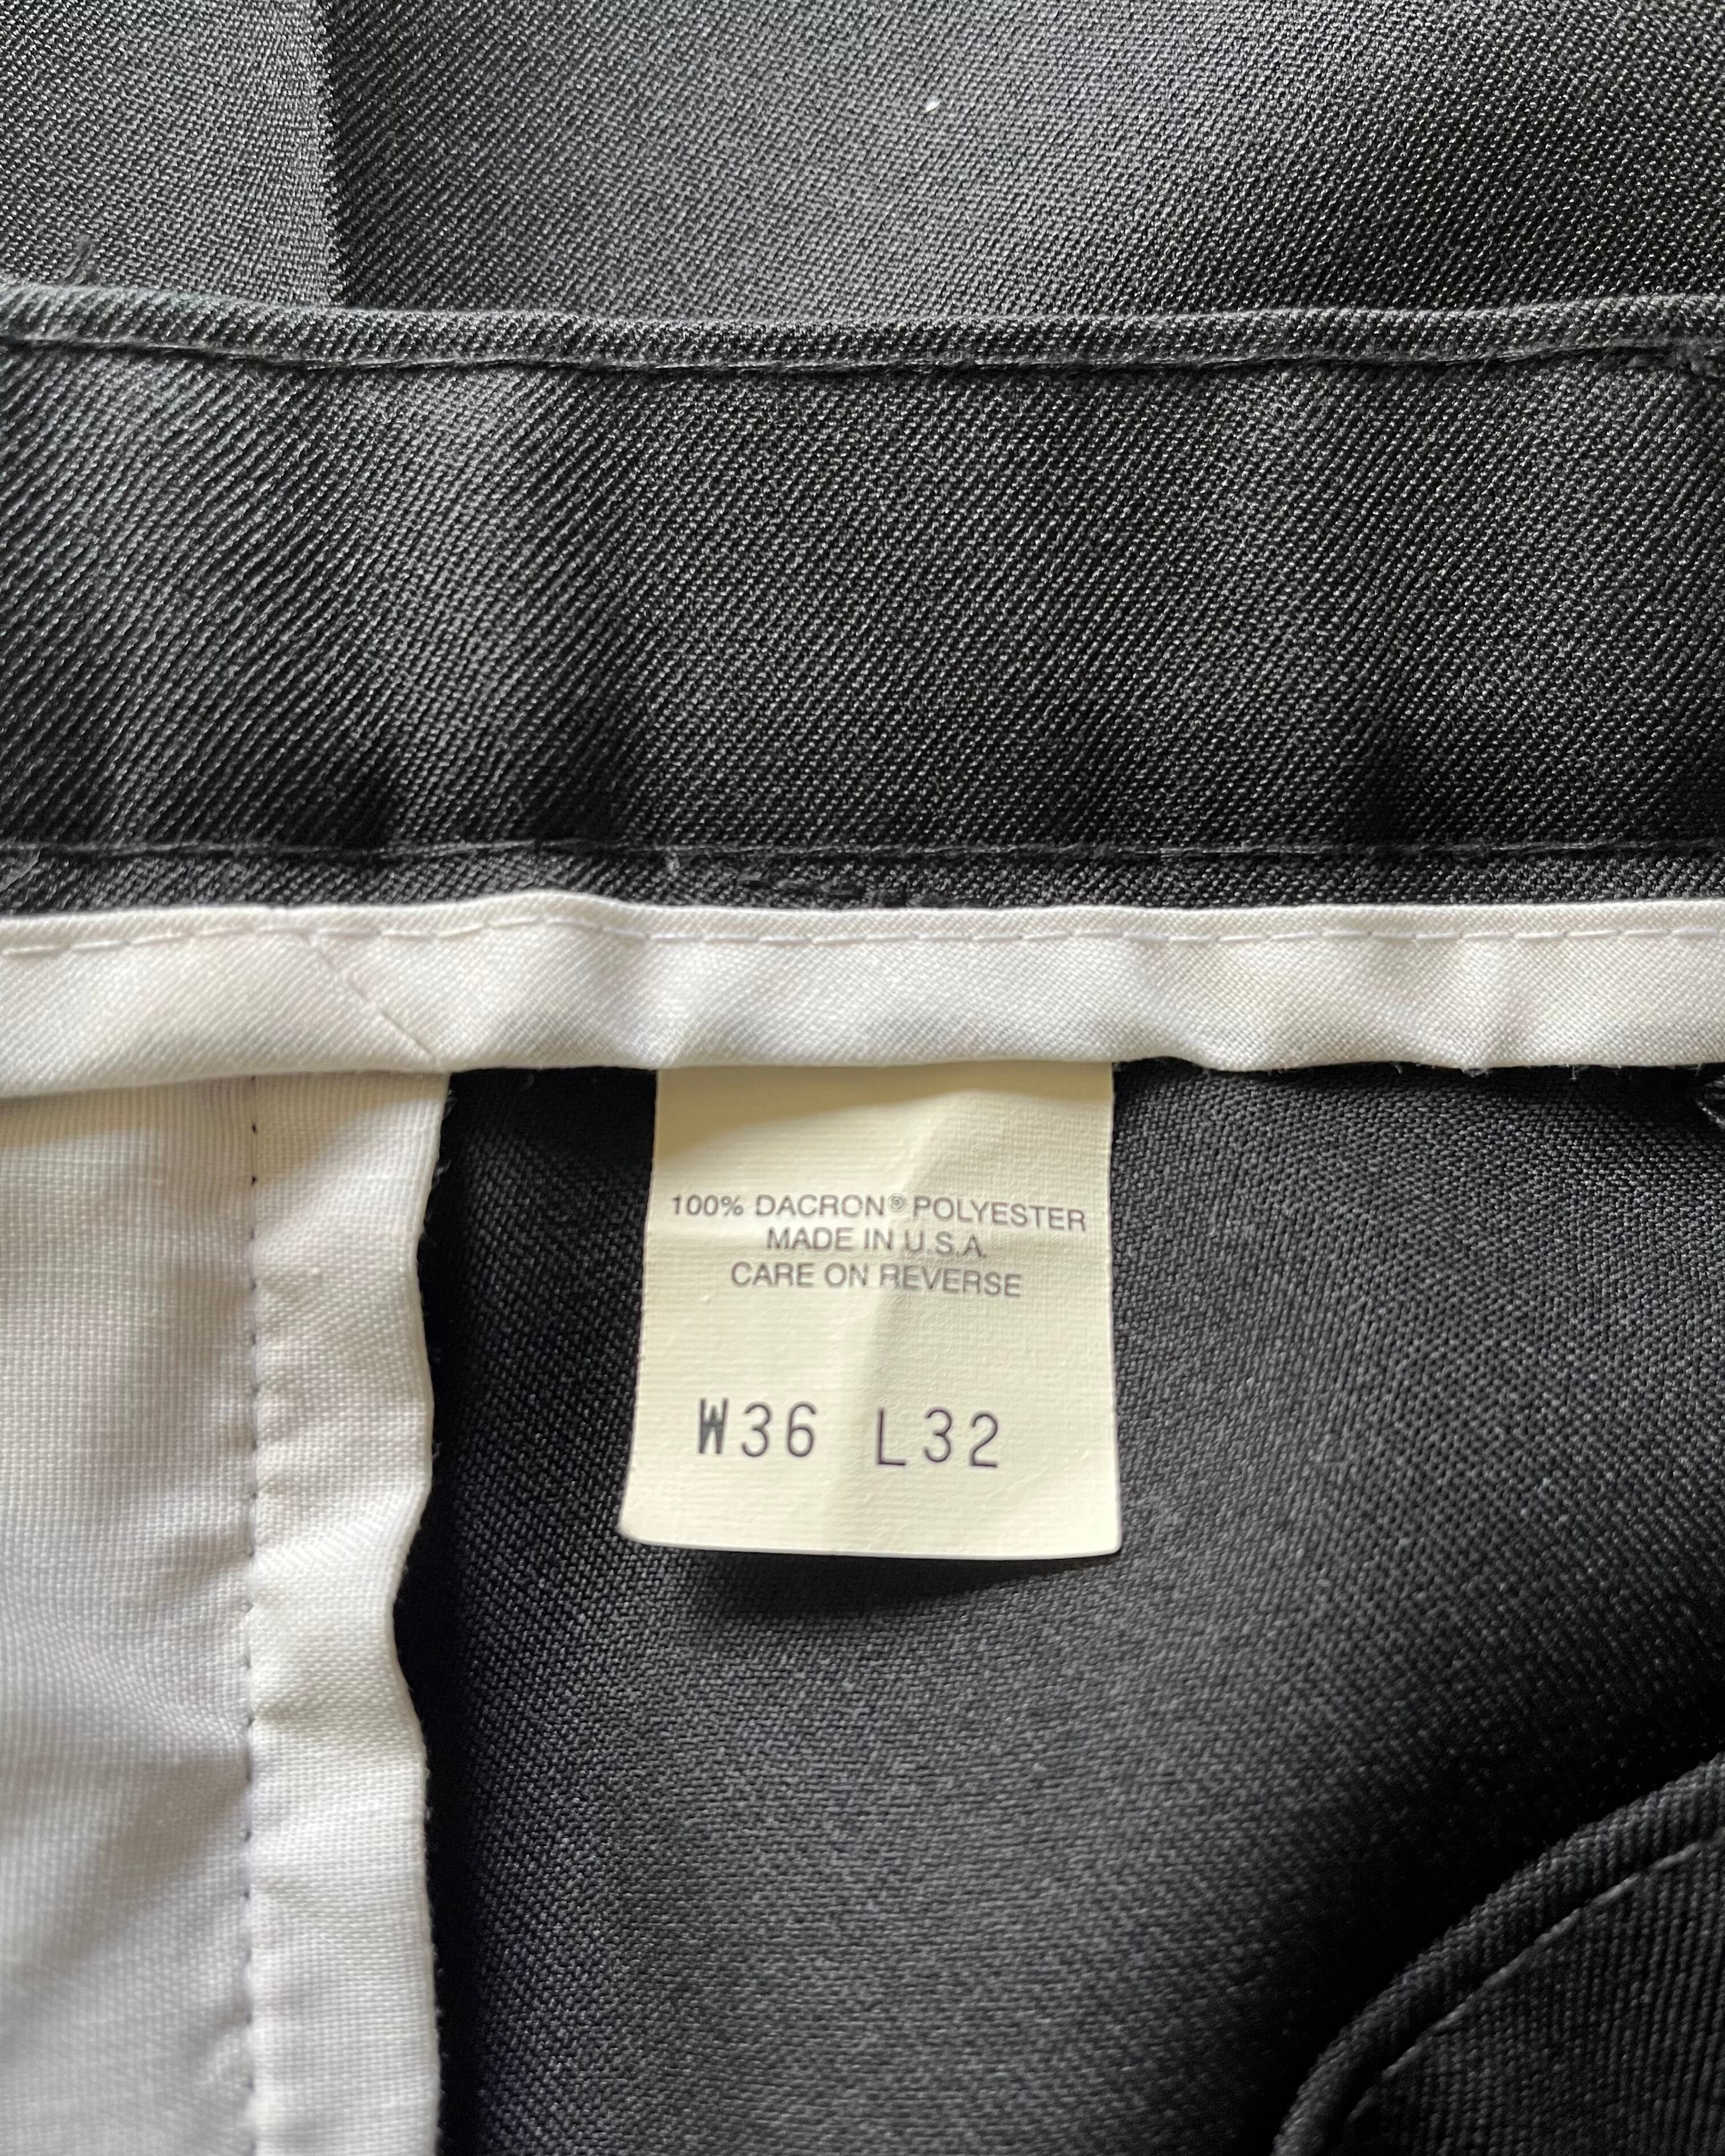 100% DACRON® POLYESTER
MADE IN U.S.A.
CARE ON REVERSE
W36 L32